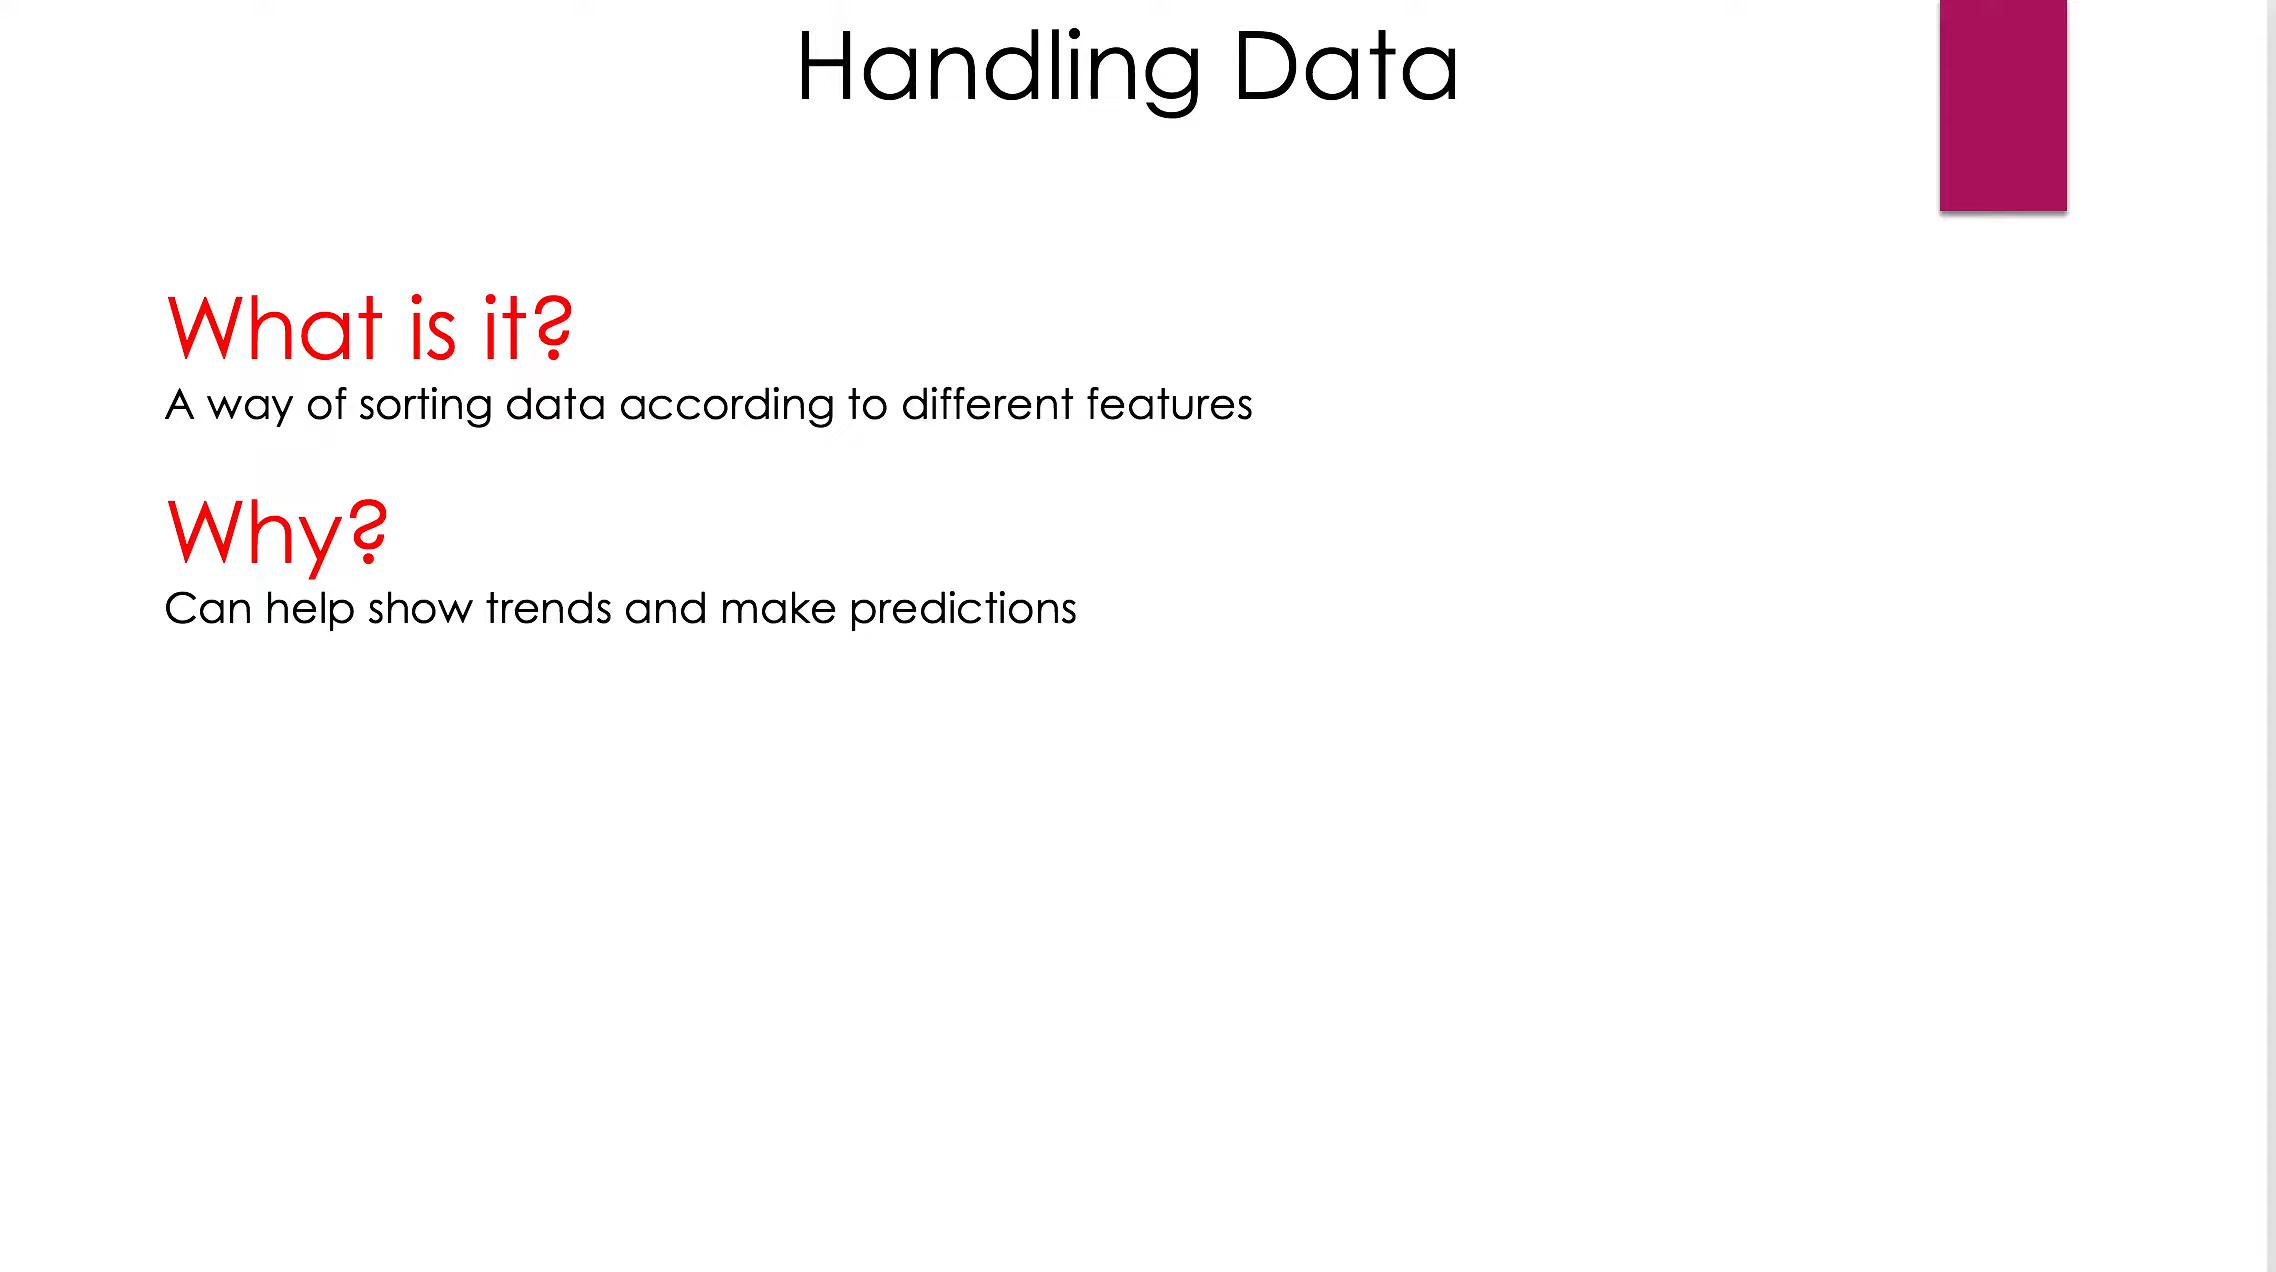 Handling Data
What is it?
A way of sorting data according to different features
Why?
Can help show trends and make predictions